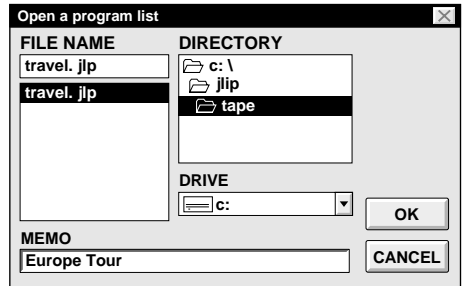 Open a program list
FILE NAME
travel. jlp
travel. jlp
DIRECTORY
c: \
jlip
tape
DRIVE
c:
OK
MEMO
Europe Tour
CANCEL